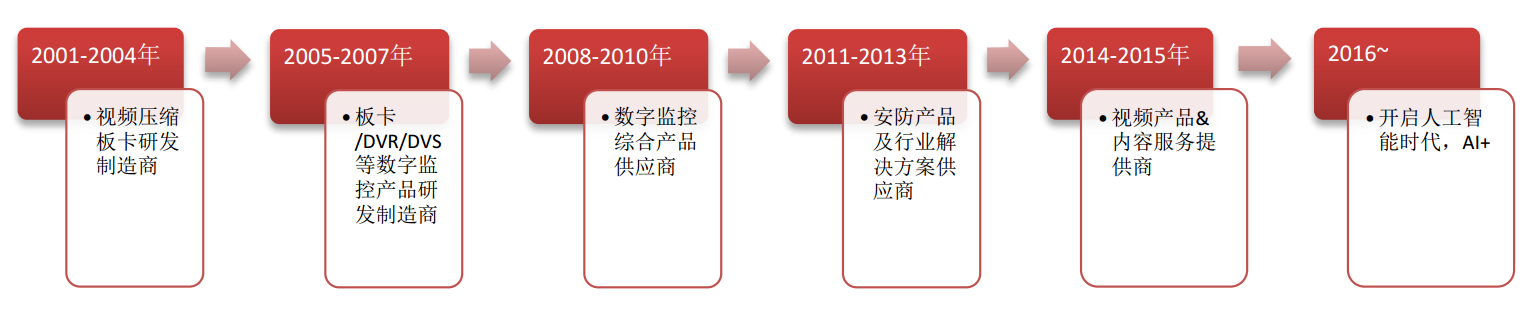 2001-2004年
• 视频压缩
板卡研发
制造商
2005-2007年
• 板卡
/DVR/DVS
等数字监
控产品研
发制造商
2008-2010年
• 数字监控
综合产品
供应商
2011-2013年
• 安防产品
及行业解
决方案供
应商
2014-2015年
• 视频产品&
内容服务提
供商
2016~
• 开启人工智
能时代，AI+